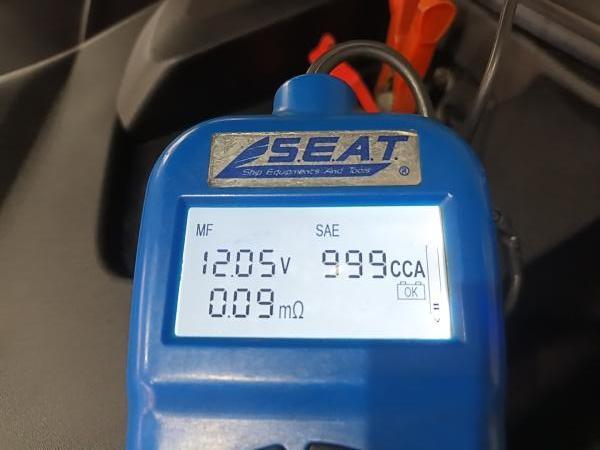 S.E.A.T.
Ship Equipments And Tools ®
MF SAE
12.05V 999CCA
0.09mΩ OK